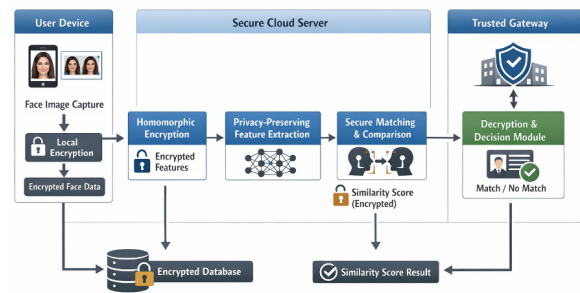 User Device
Secure Cloud Server
Trusted Gateway
Face Image Capture
Local
Encryption
Encrypted Face Data
Homomorphic
Encryption
Encrypted
Features
Privacy-Preserving
Feature Extraction
Secure Matching
& Comparison
Similarity Score
(Encrypted)
Decryption &
Decision Module
Match / No Match
Encrypted Database
Similarity Score Result